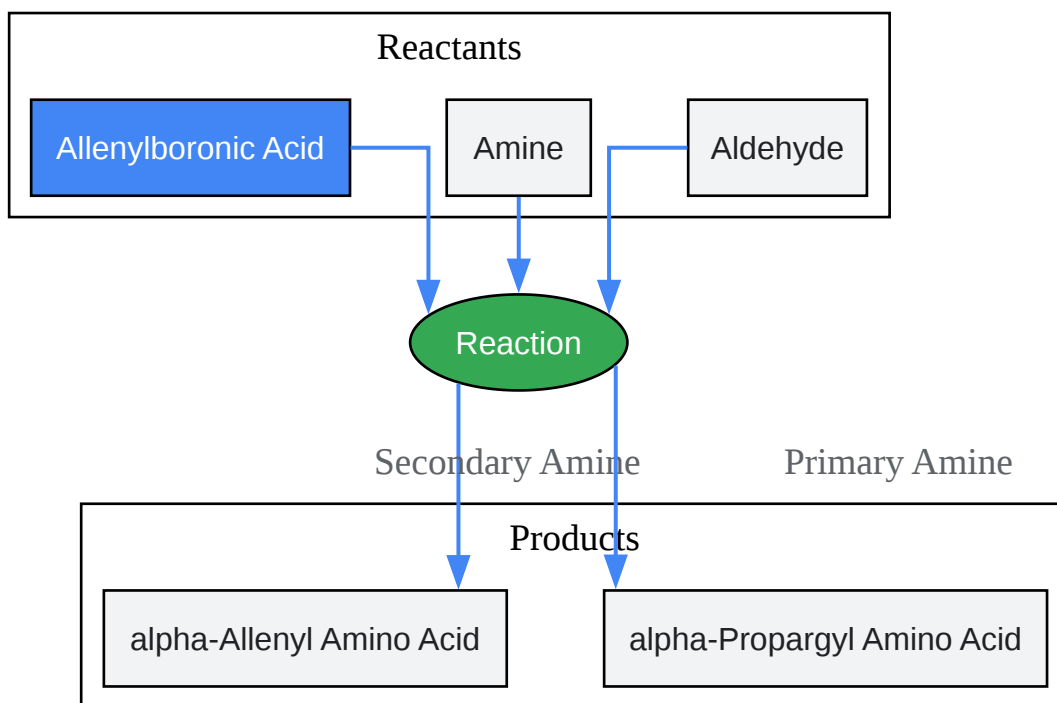 Reactants
Allenylboronic Acid
Amine
Aldehyde
Reaction
Secondary Amine
Primary Amine
Products
alpha-Allenyl Amino Acid
alpha-Propargyl Amino Acid